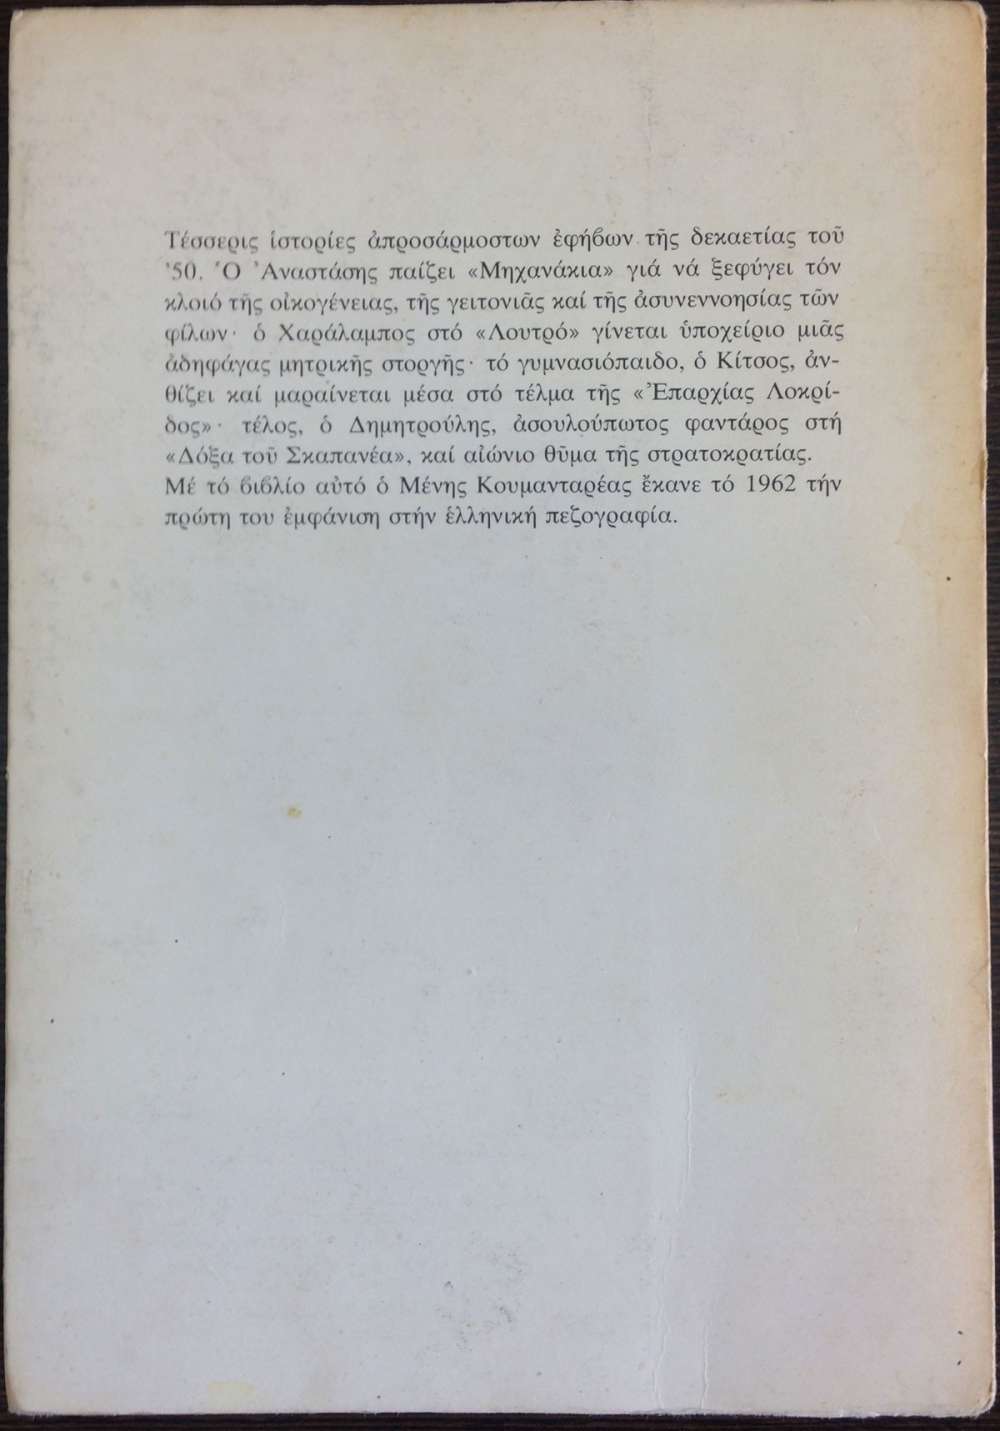 Τέσσερις ἱστορίες ἀπροσάρμοστων ἐφήβων τῆς δεκαετίας τοῦ
'50. Ὁ Ἀναστάσης παίζει «Μηχανάκια» γιά νά ξεφύγει τόν
κλοιό τῆς οἰκογένειας, τῆς γειτονιᾶς καί τῆς ἀσυνεννοησίας τῶν
φίλων· ὁ Χαράλαμπος στό «Λουτρό» γίνεται ὑποχείριο μιᾶς
ἀδηφάγας μητρικῆς στοργῆς· τό γυμνασιόπαιδο, ὁ Κίτσος, ἀν-
θίζει καί μαραίνεται μέσα στό τέλμα τῆς «Ἐπαρχίας Λοκρί-
δος»· τέλος, ὁ Δημητρούλης, ἀσουλούπωτος φαντάρος στή
«Δόξα τοῦ Σκαπανέα», καί αἰώνιο θῦμα τῆς στρατοκρατίας.
Μέ τό βιβλίο αὐτό ὁ Μένης Κουμανταρέας ἔκανε τό 1962 τήν
πρώτη του ἐμφάνιση στήν ἑλληνική πεζογραφία.